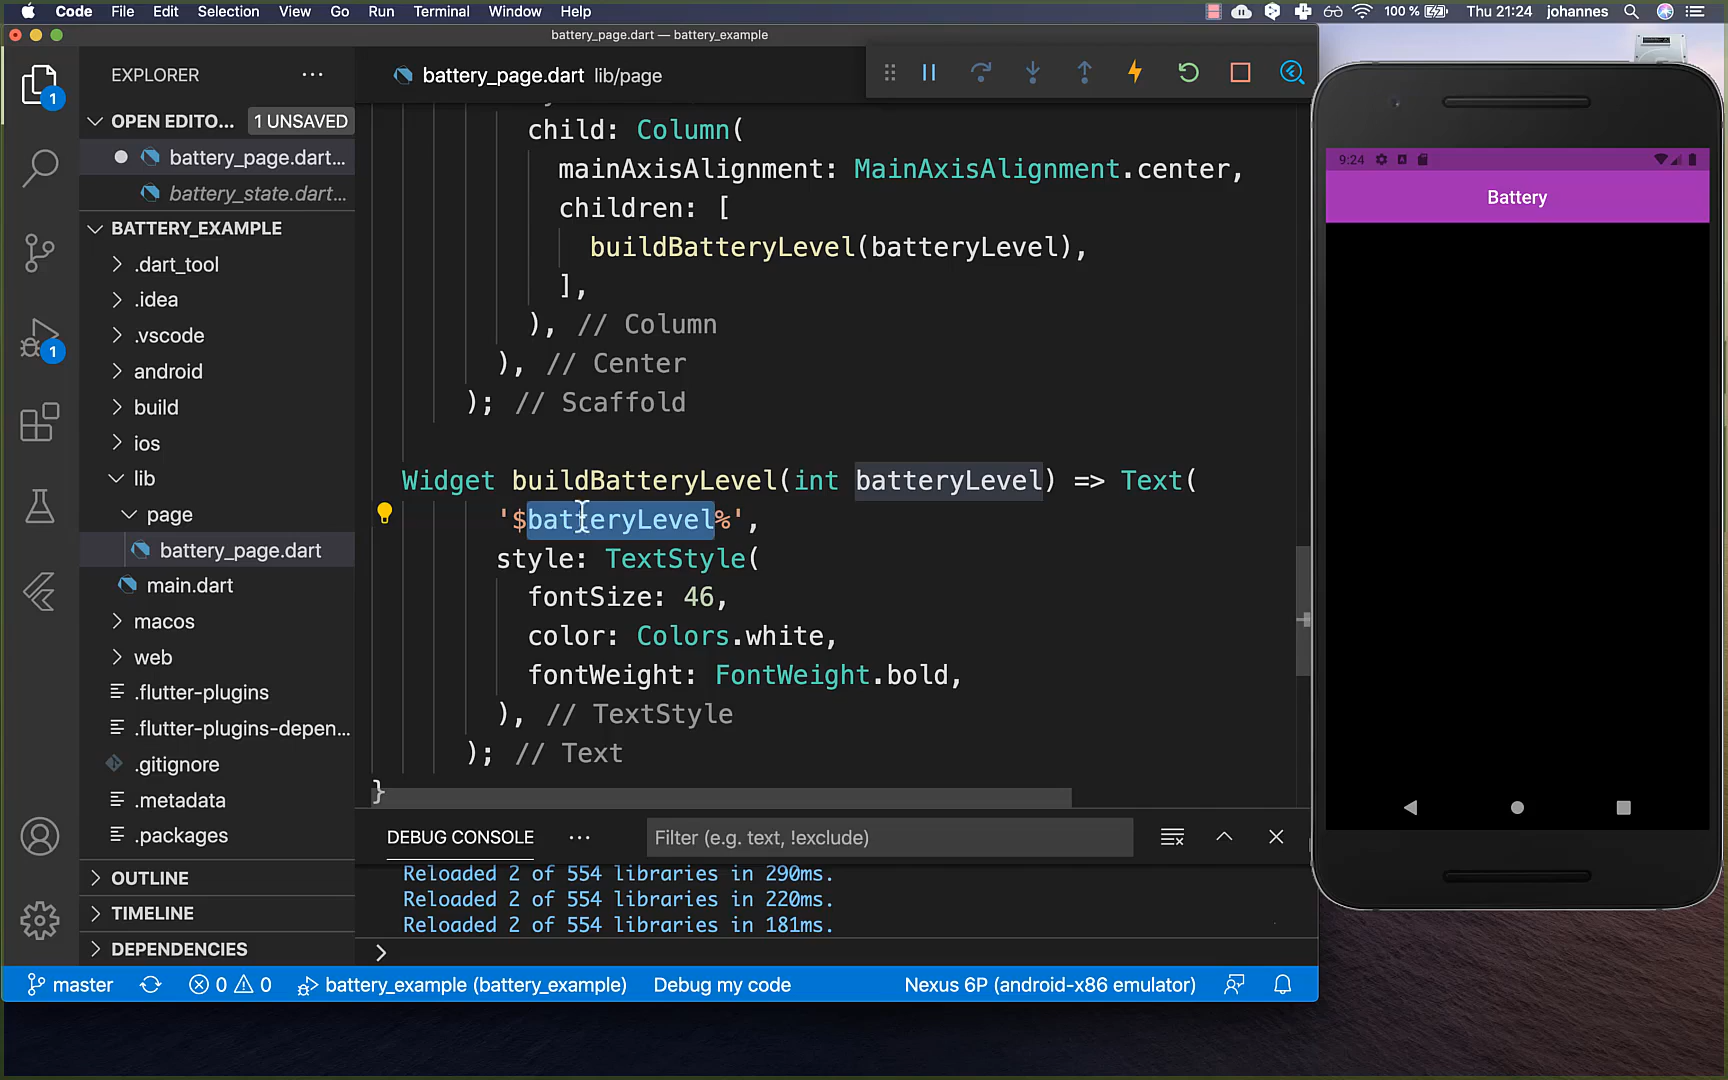 Code File Edit Selection View Go Run Terminal Window Help 100 % Thu 21:24 johannes
battery_page.dart — battery_example
EXPLORER ...
OPEN EDITO... 1 UNSAVED
battery_page.dart...
battery_state.dart...
BATTERY_EXAMPLE
.dart_tool
.idea
.vscode
android
build
ios
lib
page
battery_page.dart
main.dart
macos
web
.flutter-plugins
.flutter-plugins-depen...
.gitignore
.metadata
.packages
OUTLINE
TIMELINE
DEPENDENCIES
1
1
battery_page.dart lib/page
child: Column(
mainAxisAlignment: MainAxisAlignment.center,
children: [
buildBatteryLevel(batteryLevel),
],
), // Column
), // Center
); // Scaffold
Widget buildBatteryLevel(int batteryLevel) => Text(
'$batteryLevel%',
style: TextStyle(
fontSize: 46,
color: Colors.white,
fontWeight: FontWeight.bold,
), // TextStyle
); // Text
}
DEBUG CONSOLE ... Filter (e.g. text, !exclude)
Reloaded 2 of 554 libraries in 290ms.
Reloaded 2 of 554 libraries in 220ms.
Reloaded 2 of 554 libraries in 181ms.
>
master 0 0 battery_example (battery_example) Debug my code Nexus 6P (android-x86 emulator)
9:24
Battery